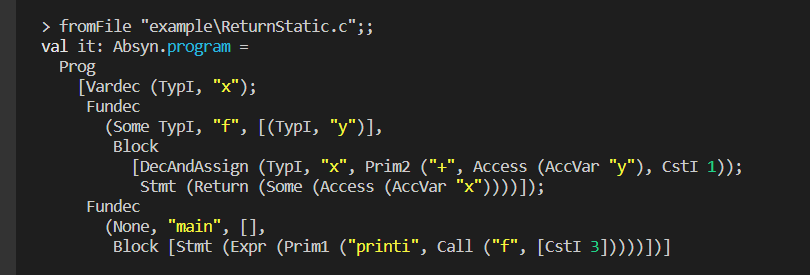 > fromFile "example\ReturnStatic.c";;
val it: Absyn.program =
  Prog
    [Vardec (TypI, "x");
     Fundec
       (Some TypI, "f", [(TypI, "y")],
        Block
          [DecAndAssign (TypI, "x", Prim2 ("+", Access (AccVar "y"), CstI 1));
           Stmt (Return (Some (Access (AccVar "x"))))]);
     Fundec
       (None, "main", [],
        Block [Stmt (Expr (Prim1 ("printi", Call ("f", [CstI 3]))))])]